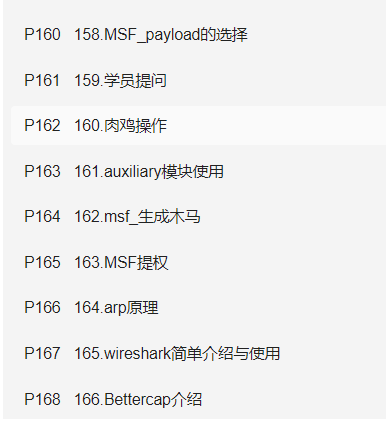 P160 158.MSF_payload的选择
P161 159.学员提问
P162 160.肉鸡操作
P163 161.auxiliary模块使用
P164 162.msf_生成木马
P165 163.MSF提权
P166 164.arp原理
P167 165.wireshark简单介绍与使用
P168 166.Bettercap介绍